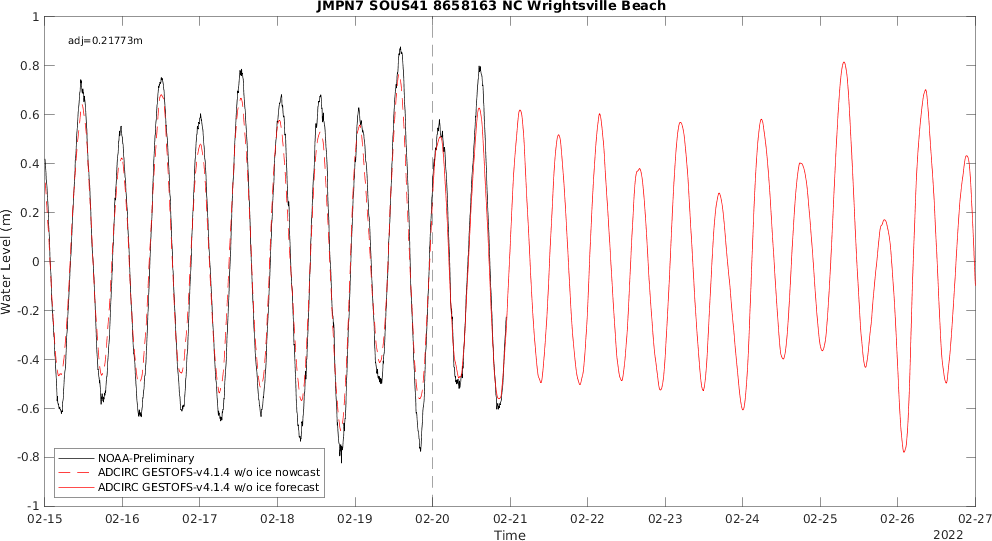 JMPN7 SOUS41 8658163 NC Wrightsville Beach
adj=0.21773m
1
0.8
0.6
0.4
0.2
0
-0.2
-0.4
-0.6
-0.8
-1
Water Level (m)
NOAA-Preliminary
ADCIRC GESTOFS-v4.1.4 w/o ice nowcast
ADCIRC GESTOFS-v4.1.4 w/o ice forecast
02-15 02-16 02-17 02-18 02-19 02-20 02-21 02-22 02-23 02-24 02-25 02-26 02-27
Time
2022